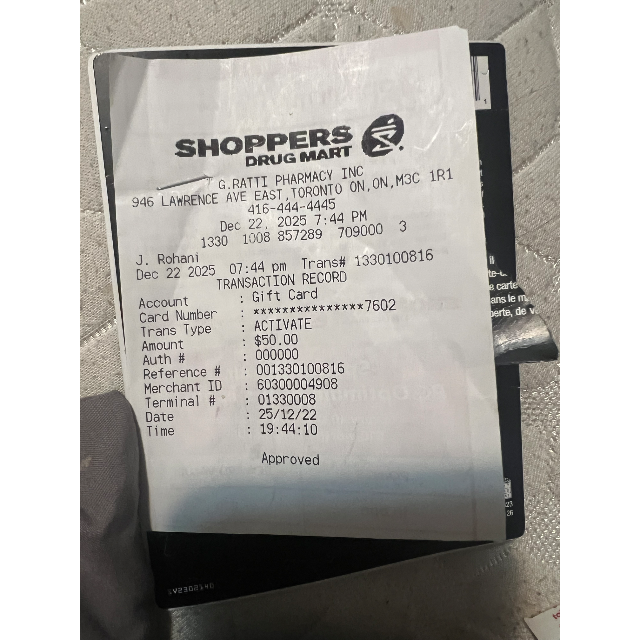 SHOPPERS
DRUG MART
G.RATTI PHARMACY INC
946 LAWRENCE AVE EAST,TORONTO ON,ON,M3C 1R1
416-444-4445
Dec 22, 2025 7:44 PM
1330 1008 857289 709000 3
J. Rohani
Dec 22 2025 07:44 pm Trans# 1330100816
TRANSACTION RECORD
Account : Gift Card
Card Number : ***************7602
Trans Type : ACTIVATE
Amount : $50.00
Auth # : 000000
Reference # : 001330100816
Merchant ID : 60300004908
Terminal # : 01330008
Date : 25/12/22
Time : 19:44:10
Approved